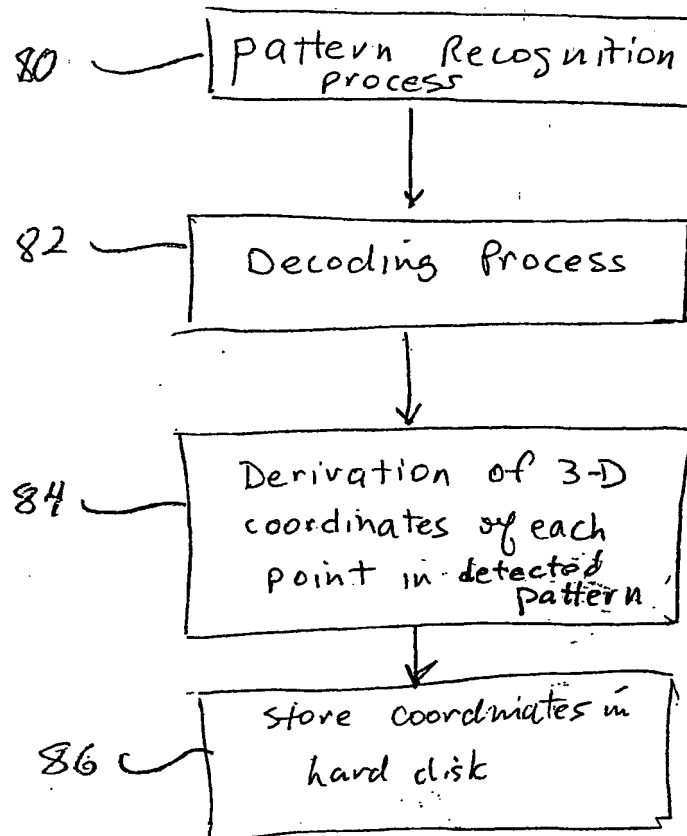 80
Pattern Recognition
Process
82
Decoding Process
84
Derivation of 3-D
coordinates of each
point in detected
pattern
86
store coordinates in
hard disk